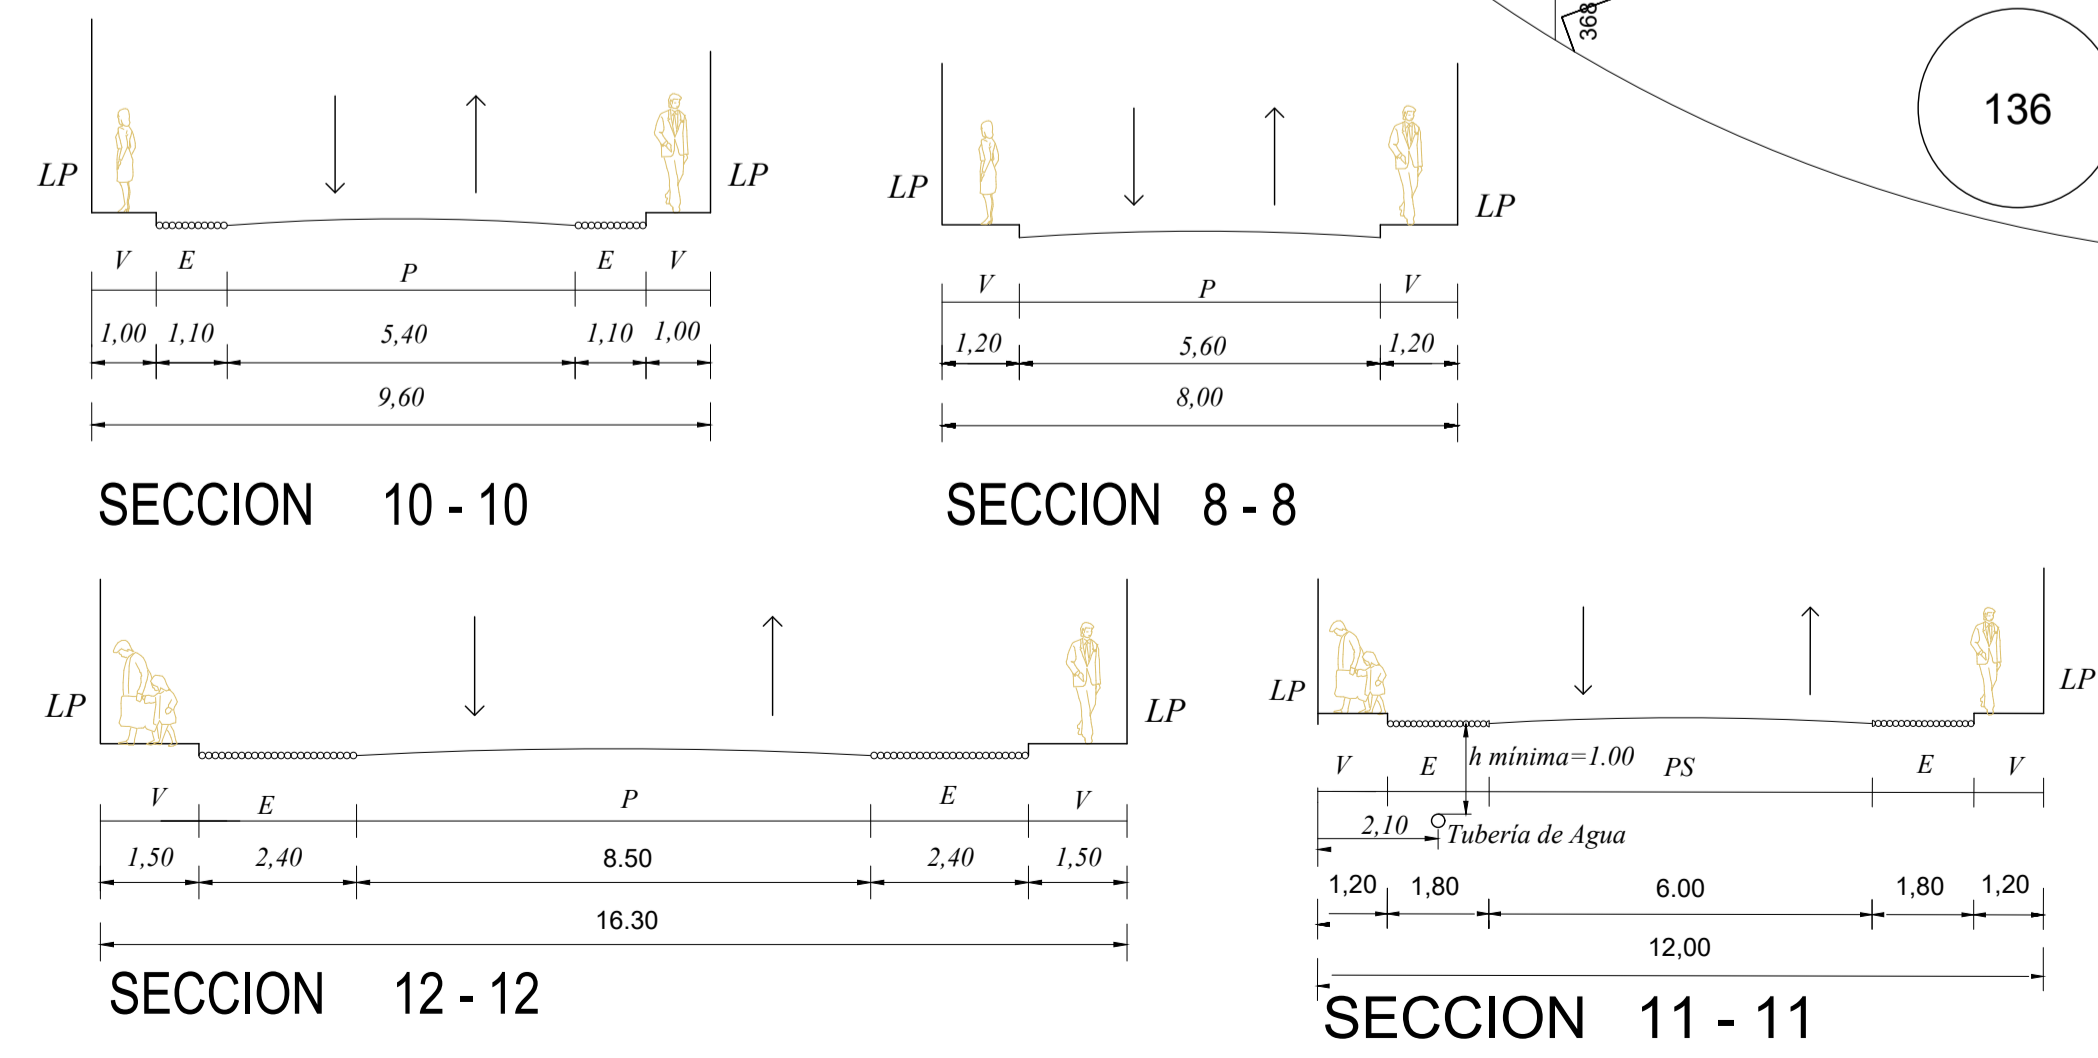 368
136
LP
LP
V E P E V
1,00 1,10 5,40 1,10 1,00
9,60
SECCION 10 - 10
LP
LP
V P V
1,20 5,60 1,20
8,00
SECCION 8 - 8
LP
LP
V E P E V
1,50 2,40 8.50 2,40 1,50
16.30
SECCION 12 - 12
LP
LP
h mínima=1.00
V E PS E V
2,10
Tubería de Agua
1,20 1,80 6.00 1,80 1,20
12,00
SECCION 11 - 11